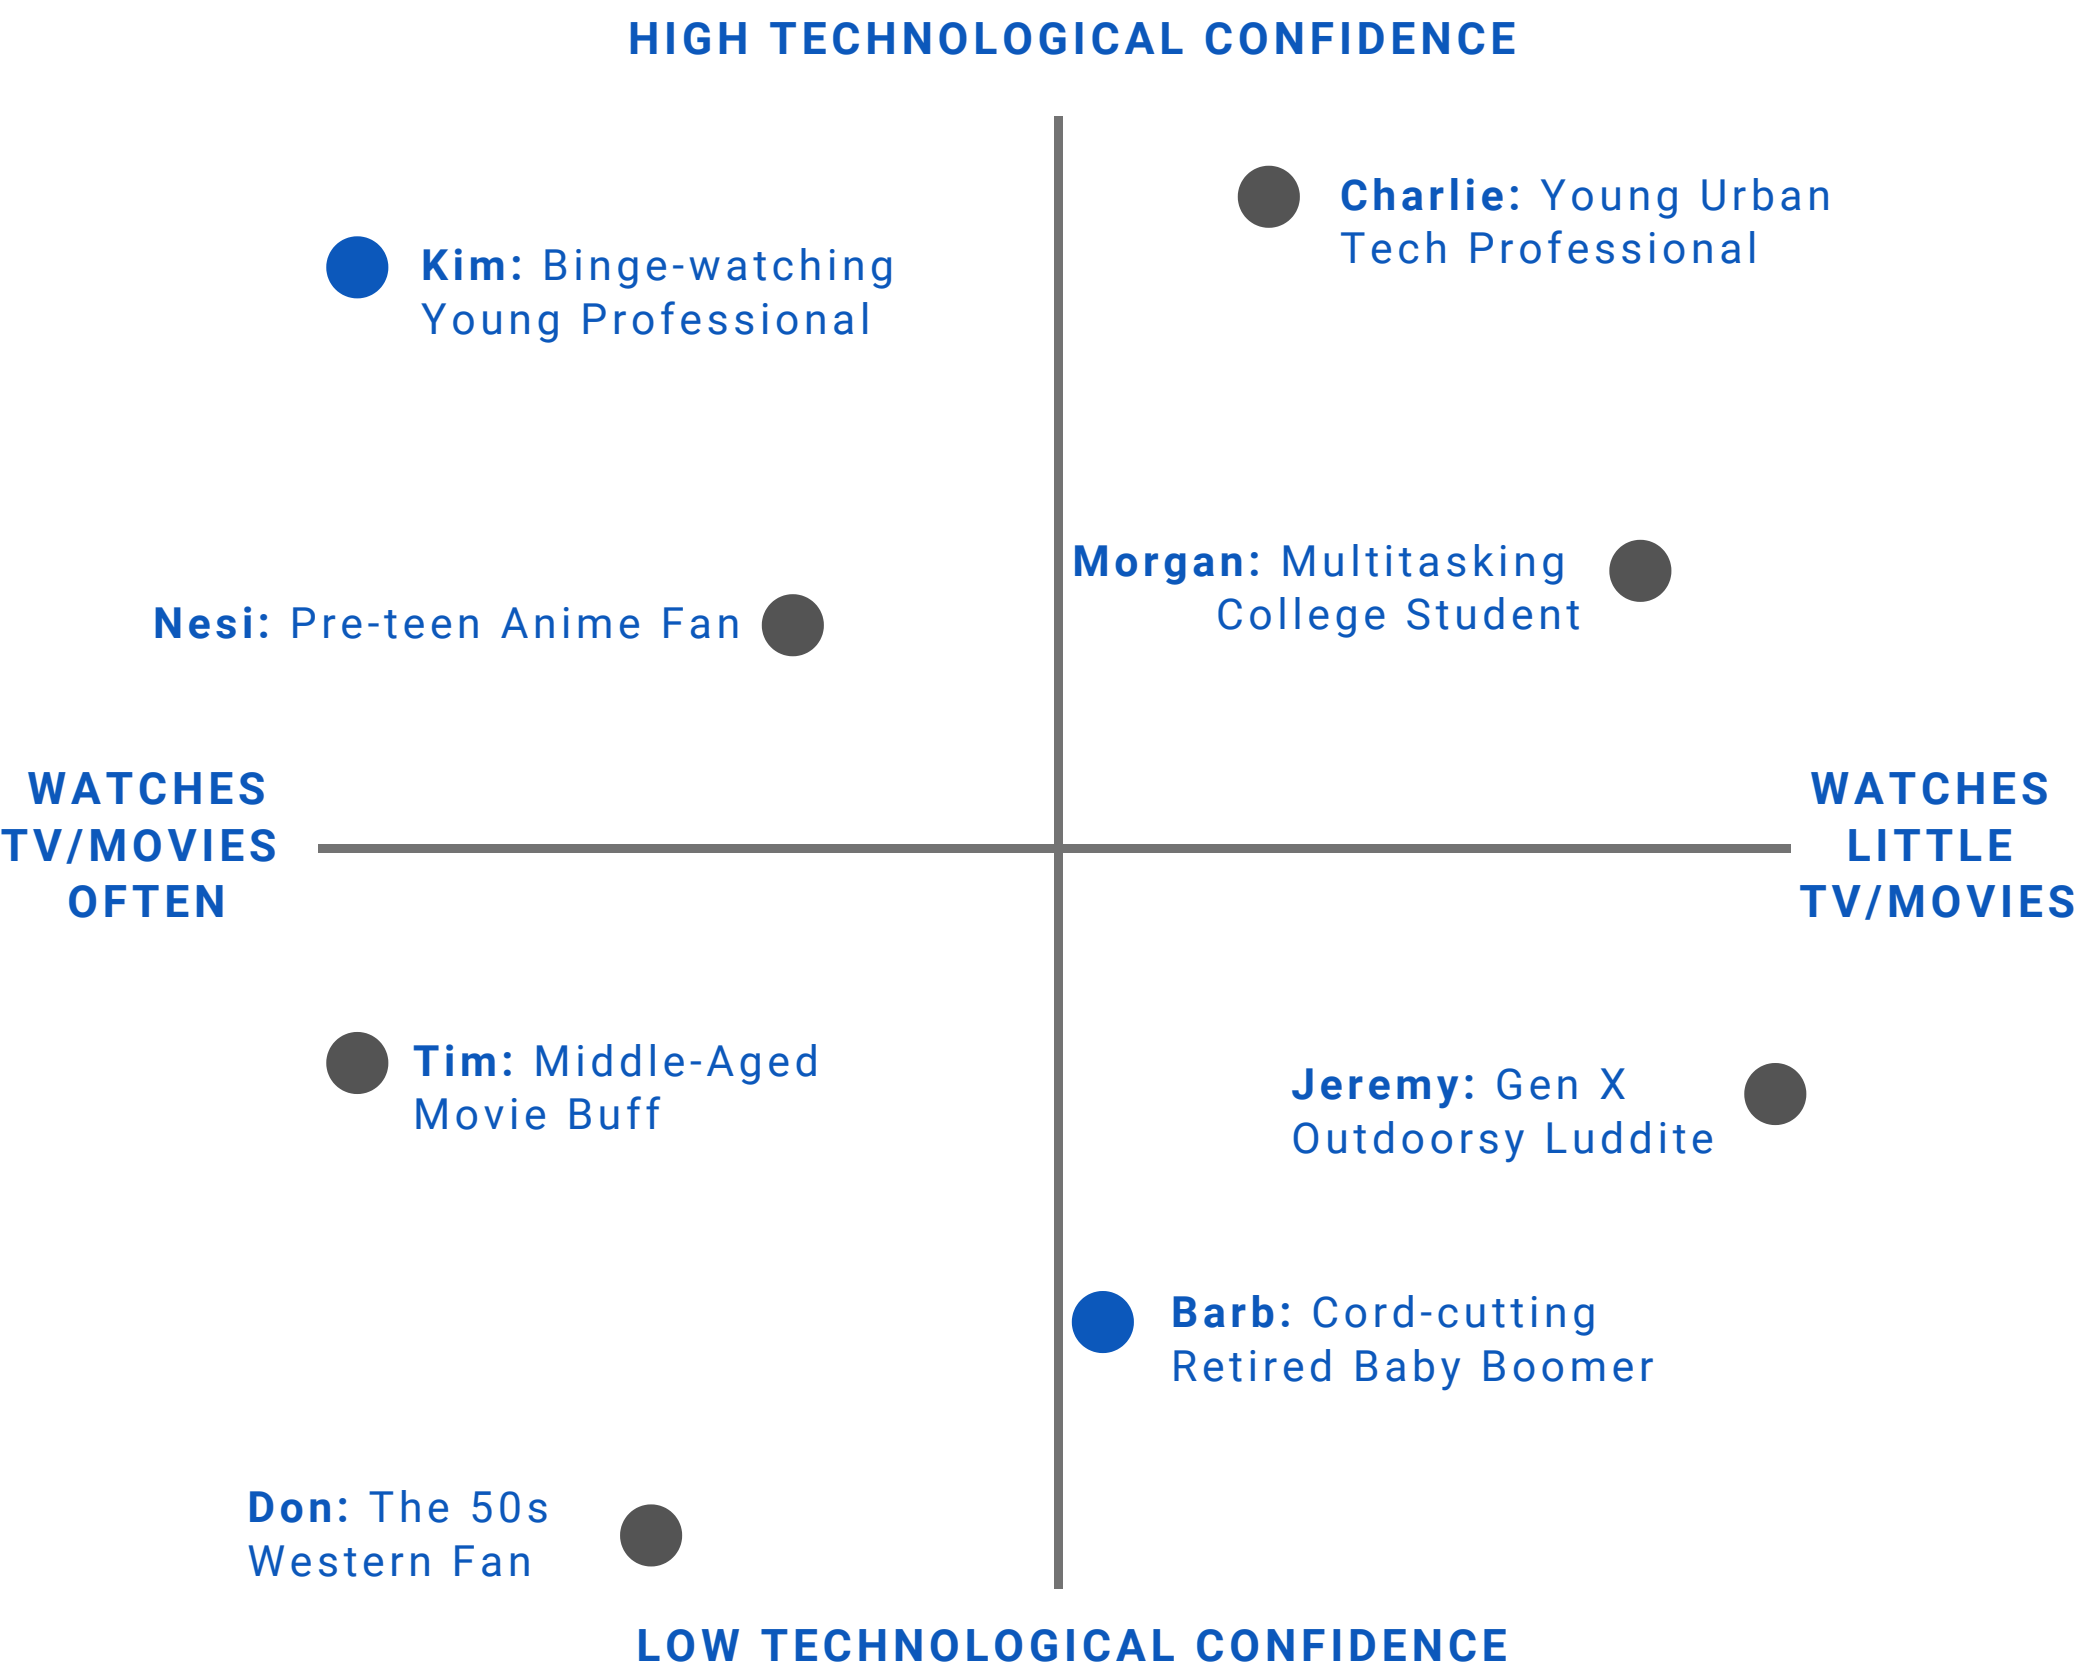 HIGH TECHNOLOGICAL CONFIDENCE
Charlie: Young Urban
Tech Professional
Kim: Binge-watching
Young Professional
Morgan: Multitasking
College Student
Nesi: Pre-teen Anime Fan
WATCHES
TV/MOVIES
OFTEN
WATCHES
LITTLE
TV/MOVIES
Tim: Middle-Aged
Movie Buff
Jeremy: Gen X
Outdoorsy Luddite
Barb: Cord-cutting
Retired Baby Boomer
Don: The 50s
Western Fan
LOW TECHNOLOGICAL CONFIDENCE